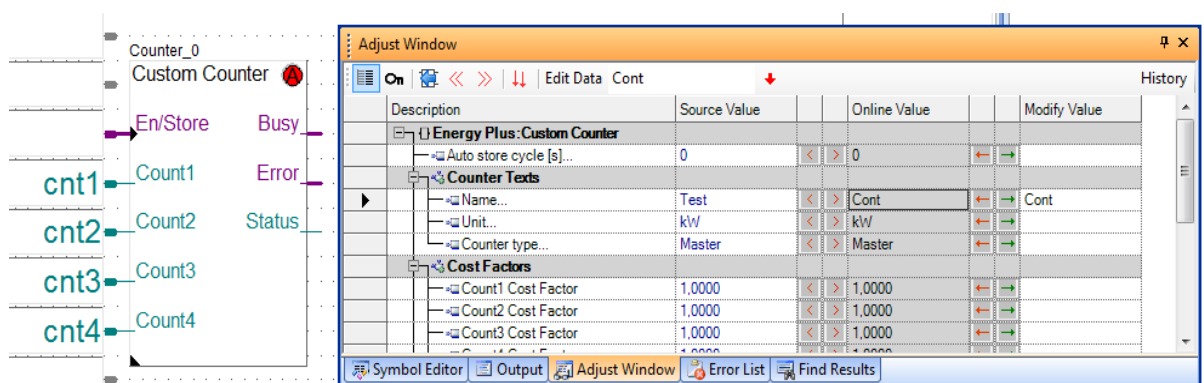 Counter_0
Custom Counter A
En/Store Busy
cnt1 Count1 Error
cnt2 Count2 Status
cnt3 Count3
cnt4 Count4
Adjust Window
On Edit Data Cont History
Description Source Value Online Value Modify Value
Energy Plus:Custom Counter
Auto store cycle [s]... 0 < > 0
Counter Texts
Name... Test < > Cont Cont
Unit... kW < > kW
Counter type... Master < > Master
Cost Factors
Count1 Cost Factor 1,0000 < > 1,0000
Count2 Cost Factor 1,0000 < > 1,0000
Count3 Cost Factor 1,0000 < > 1,0000
Symbol Editor Output Adjust Window Error List Find Results